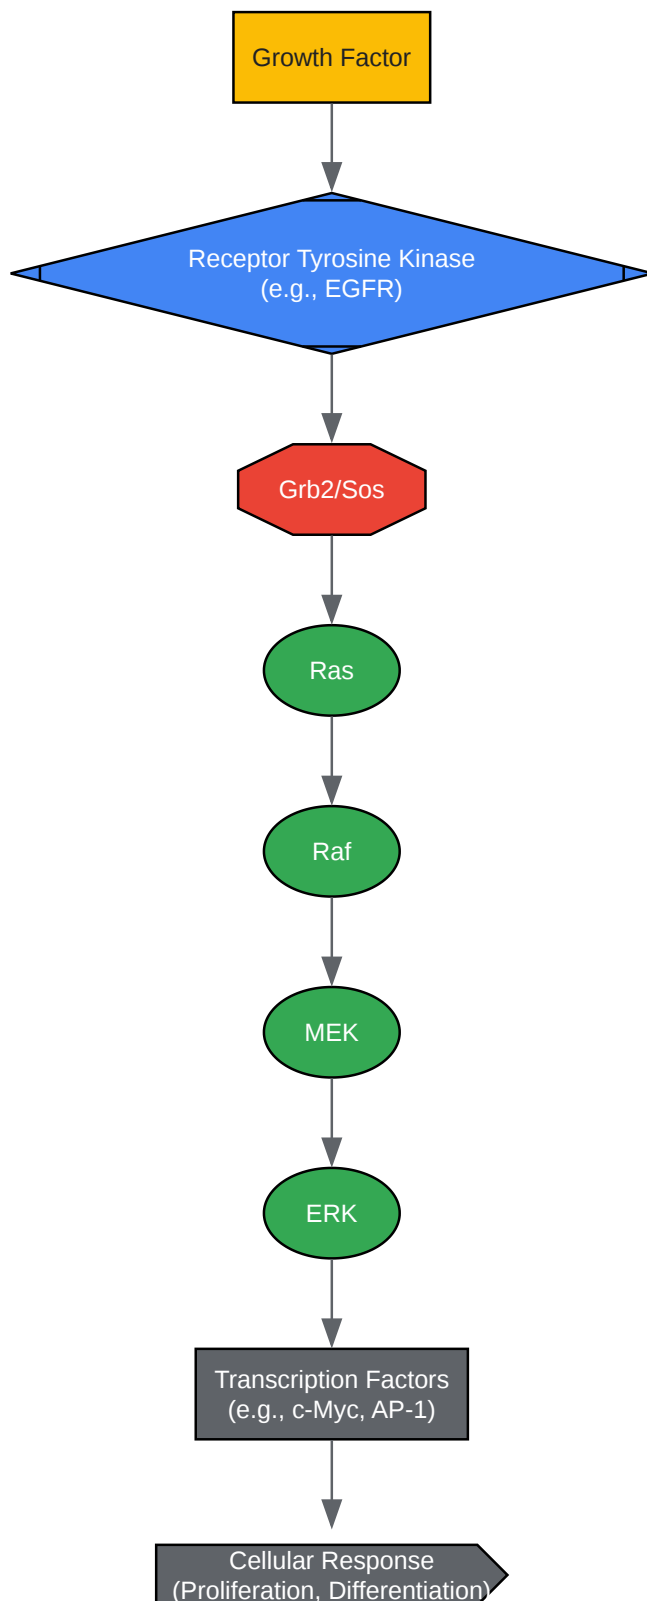 Growth Factor
Receptor Tyrosine Kinase
(e.g., EGFR)
Grb2/Sos
Ras
Raf
MEK
ERK
Transcription Factors
(e.g., c-Myc, AP-1)
Cellular Response
(Proliferation, Differentiation)